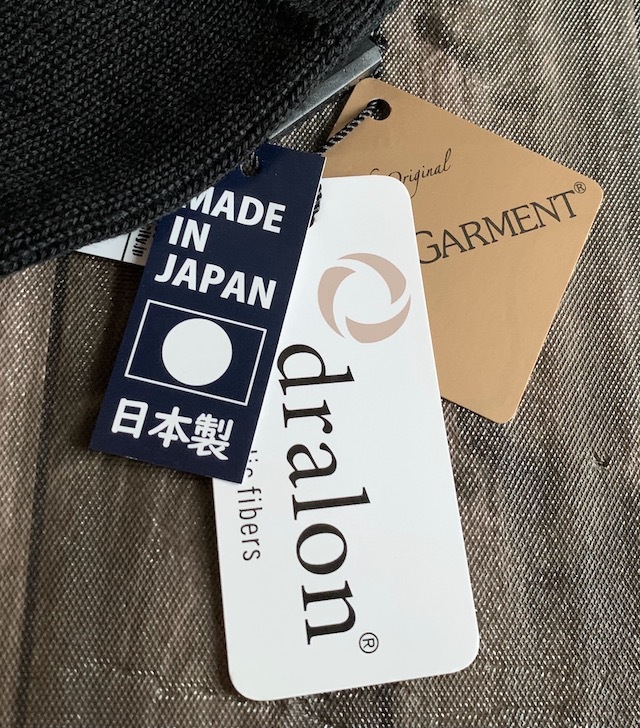 MADE
IN
JAPAN
日本製
dralon®
fibers
Original
GARMENT®